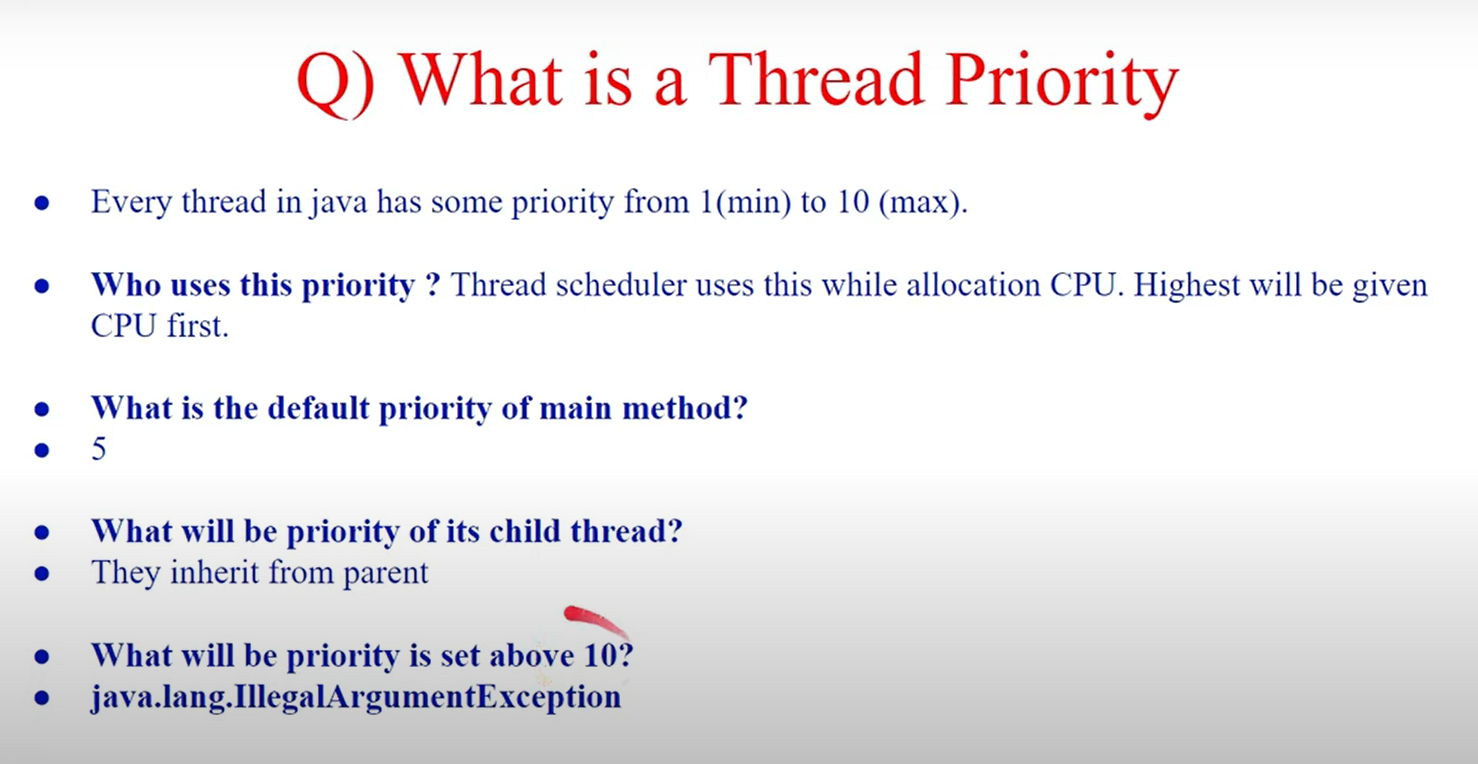 Q) What is a Thread Priority
● Every thread in java has some priority from 1(min) to 10 (max).
● Who uses this priority ? Thread scheduler uses this while allocation CPU. Highest will be given
CPU first.
● What is the default priority of main method?
● 5
● What will be priority of its child thread?
● They inherit from parent
● What will be priority is set above 10?
● java.lang.IllegalArgumentException